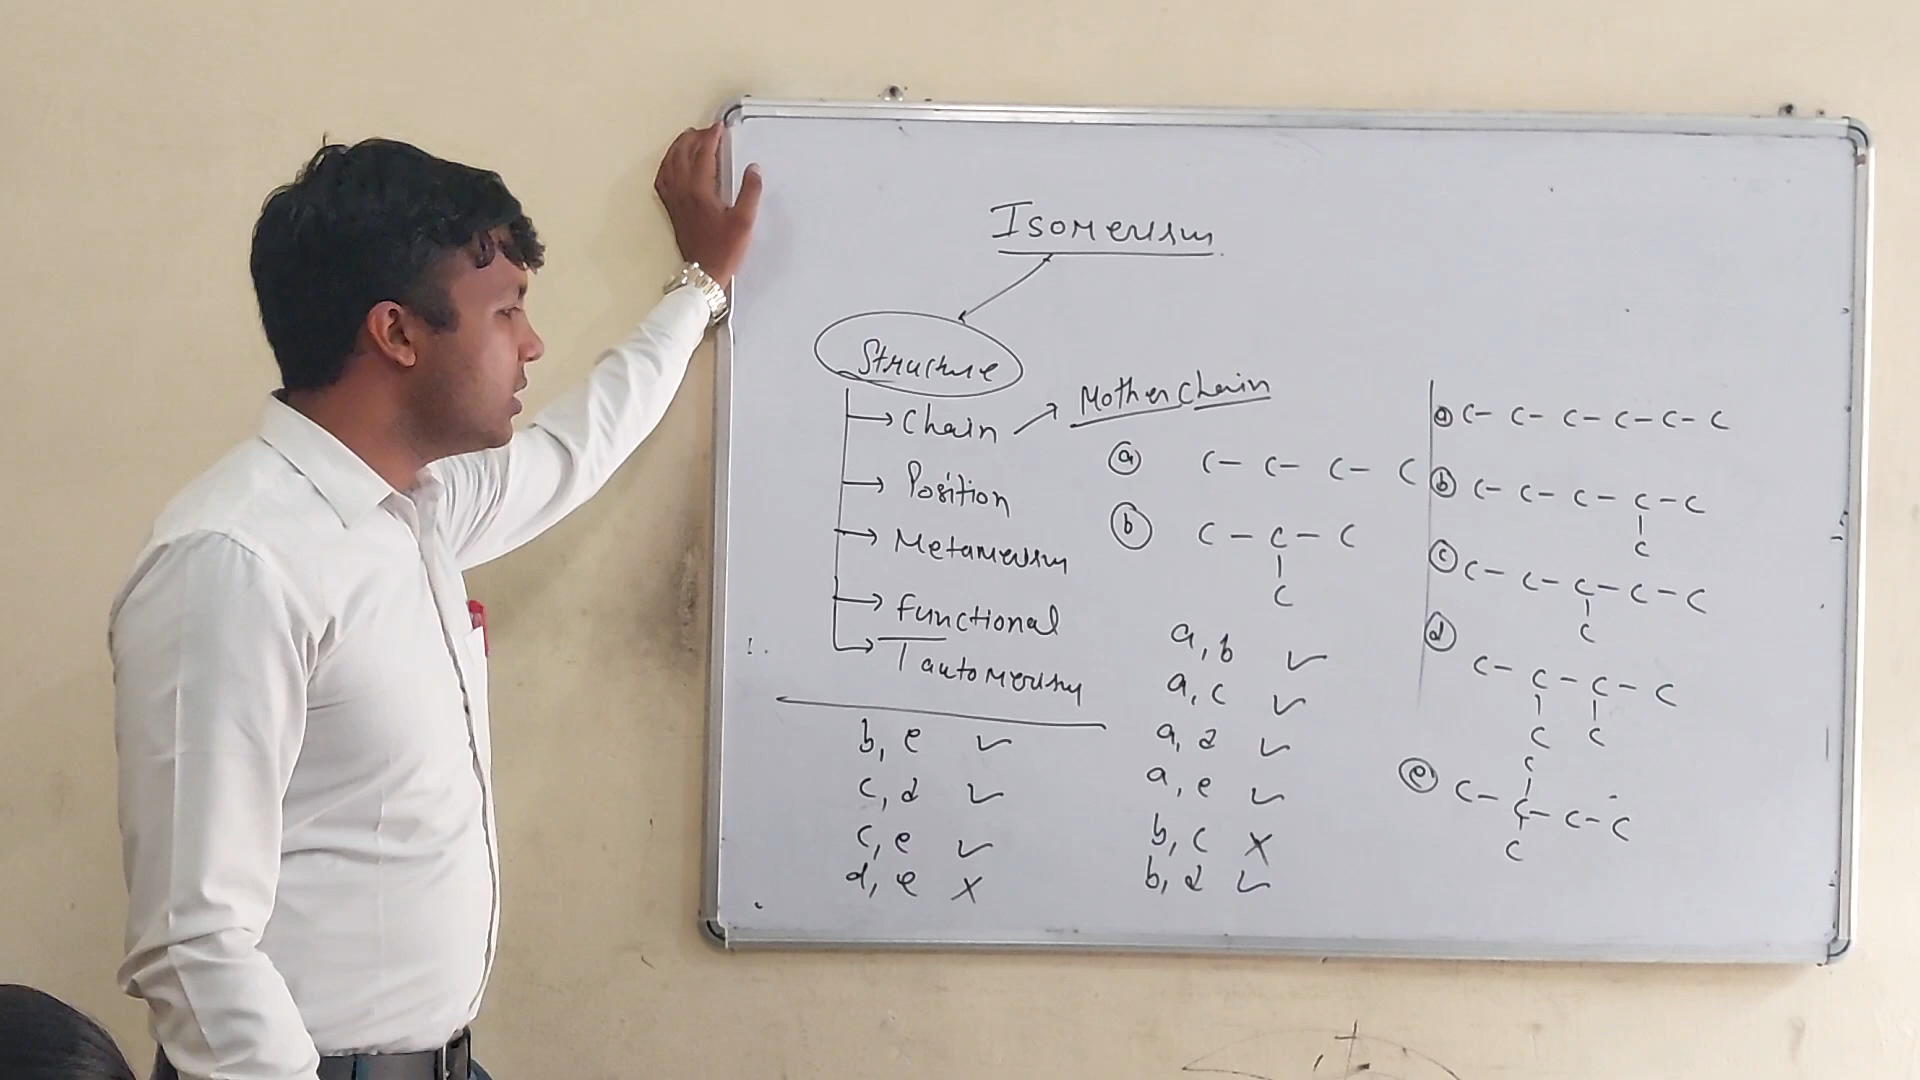 Isomerism
Structure
Chain → Mother chain
Position
Metamerism
Functional
Tautomerism
ⓐ C - C - C - C
ⓑ C - C - C
|
C
a, b ✓
a, c ✓
a, d ✓
a, e ✓
b, c ✗
b, d ✓
b, e ✓
c, d ✓
c, e ✓
d, e ✗
ⓐ C - C - C - C - C - C
ⓑ C - C - C - C - C
|
C
ⓒ C - C - C - C - C
|
C
ⓓ C - C - C - C
| |
C C
C
|
ⓔ C - C - C - C
|
C